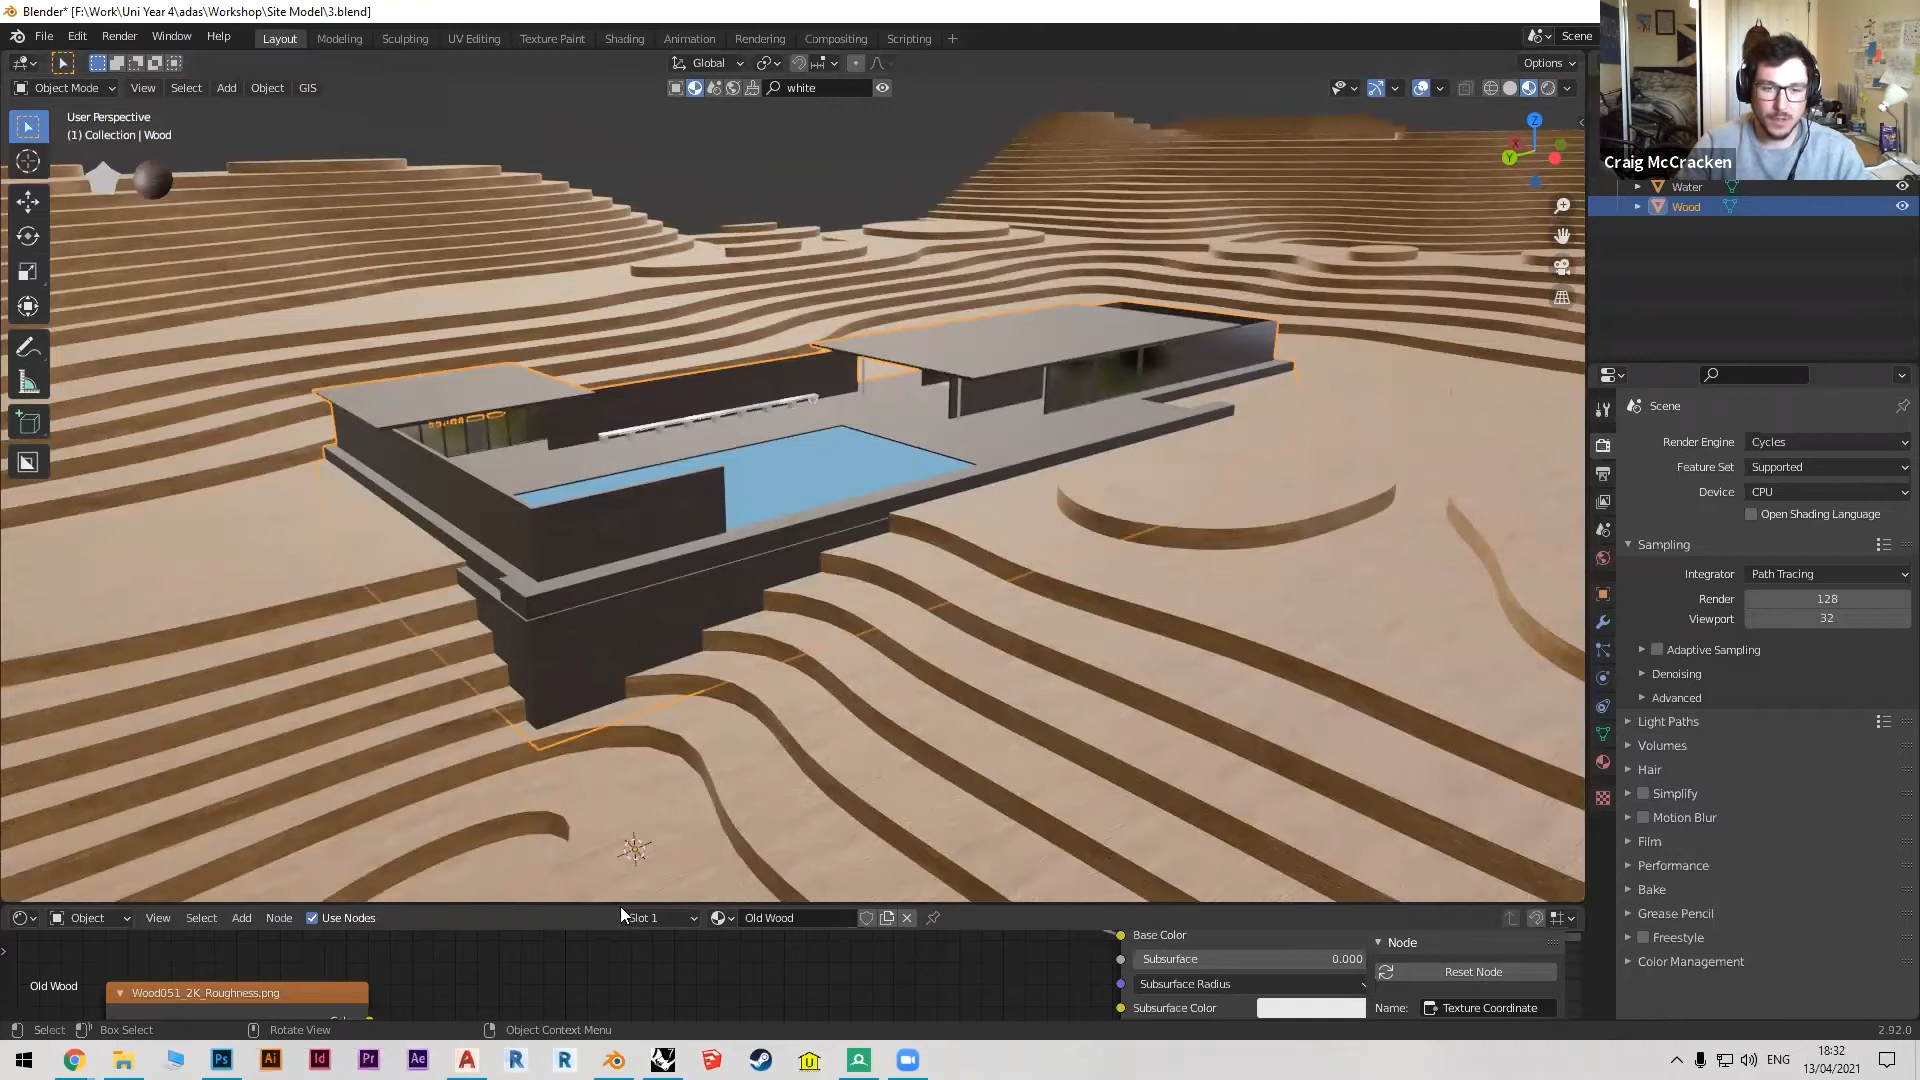 Blender* [F:\Work\Uni Year 4\adas\Workshop\Site Model\3.blend]
File Edit Render Window Help Layout Modeling Sculpting UV Editing Texture Paint Shading Animation Rendering Compositing Scripting + Scene
Global Options
Object Mode View Select Add Object GIS white
User Perspective
(1) Collection | Wood
Z
X
Y
Craig McCracken
Water
Wood
Scene
Render Engine Cycles
Feature Set Supported
Device CPU
Open Shading Language
Sampling
Integrator Path Tracing
Render 128
Viewport 32
Adaptive Sampling
Denoising
Advanced
Light Paths
Volumes
Hair
Simplify
Motion Blur
Film
Performance
Bake
Grease Pencil
Freestyle
Color Management
Object View Select Add Node Use Nodes Slot 1 Old Wood
Base Color
Subsurface 0.000
Subsurface Radius
Subsurface Color
Node
Reset Node
Name: Texture Coordinate
Old Wood
Wood051_2K_Roughness.png
Select Box Select Rotate View Object Context Menu 2.92.0
Ps Ai Id Pr Ae A R R U
ENG
18:32
13/04/2021